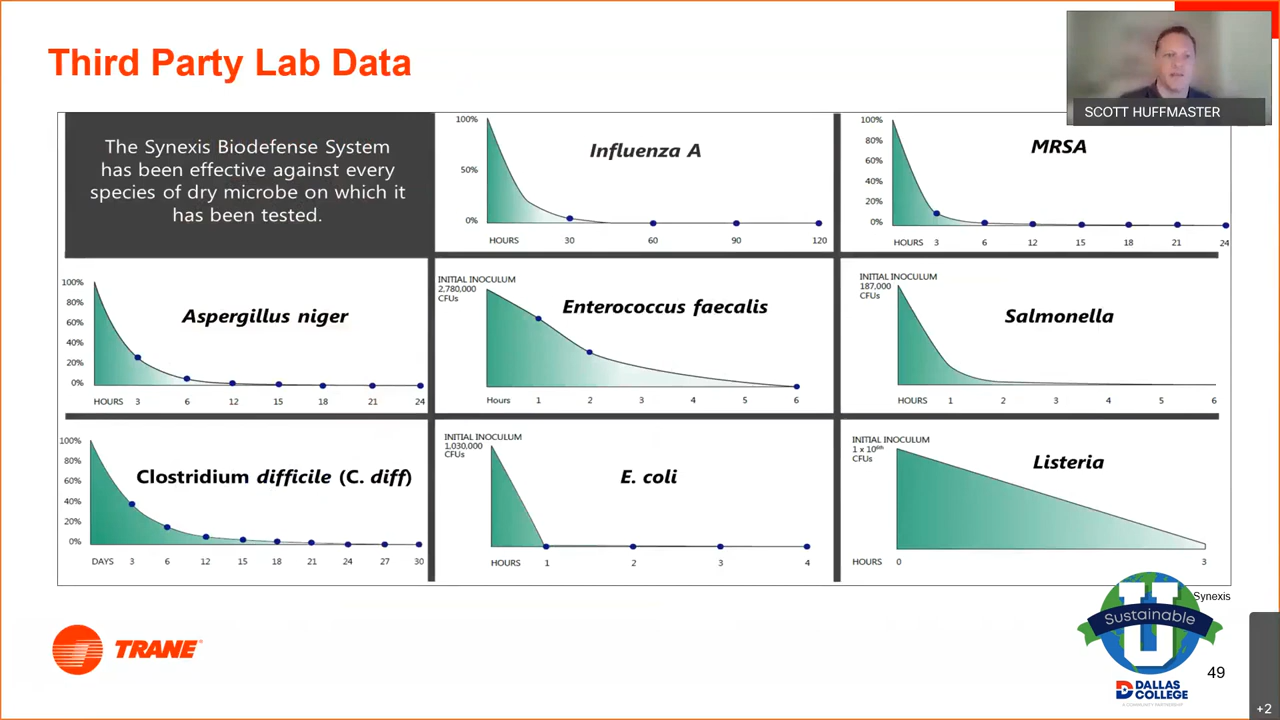 Third Party Lab Data
SCOTT HUFFMASTER
The Synexis Biodefense System
has been effective against every
species of dry microbe on which it
has been tested.
Influenza A
100%
50%
0%
HOURS 30 60 90 120
MRSA
100%
80%
60%
40%
20%
0%
HOURS 3 6 12 15 18 21 24
Aspergillus niger
100%
80%
60%
40%
20%
0%
HOURS 3 6 12 15 18 21 24
INITIAL INOCULUM
2,780,000
CFUs
Enterococcus faecalis
Hours 1 2 3 4 5 6
INITIAL INOCULUM
187,000
CFUs
Salmonella
HOURS 1 2 3 4 5 6
Clostridium difficile (C. diff)
100%
80%
60%
40%
20%
0%
DAYS 3 6 12 15 18 21 24 27 30
INITIAL INOCULUM
1,030,000
CFUs
E. coli
HOURS 1 2 3 4
INITIAL INOCULUM
CFUs
Listeria
HOURS 0 3
Synexis
TRANE
U
Sustainable
DALLAS
COLLEGE
A COMMUNITY PARTNERSHIP
49
+2